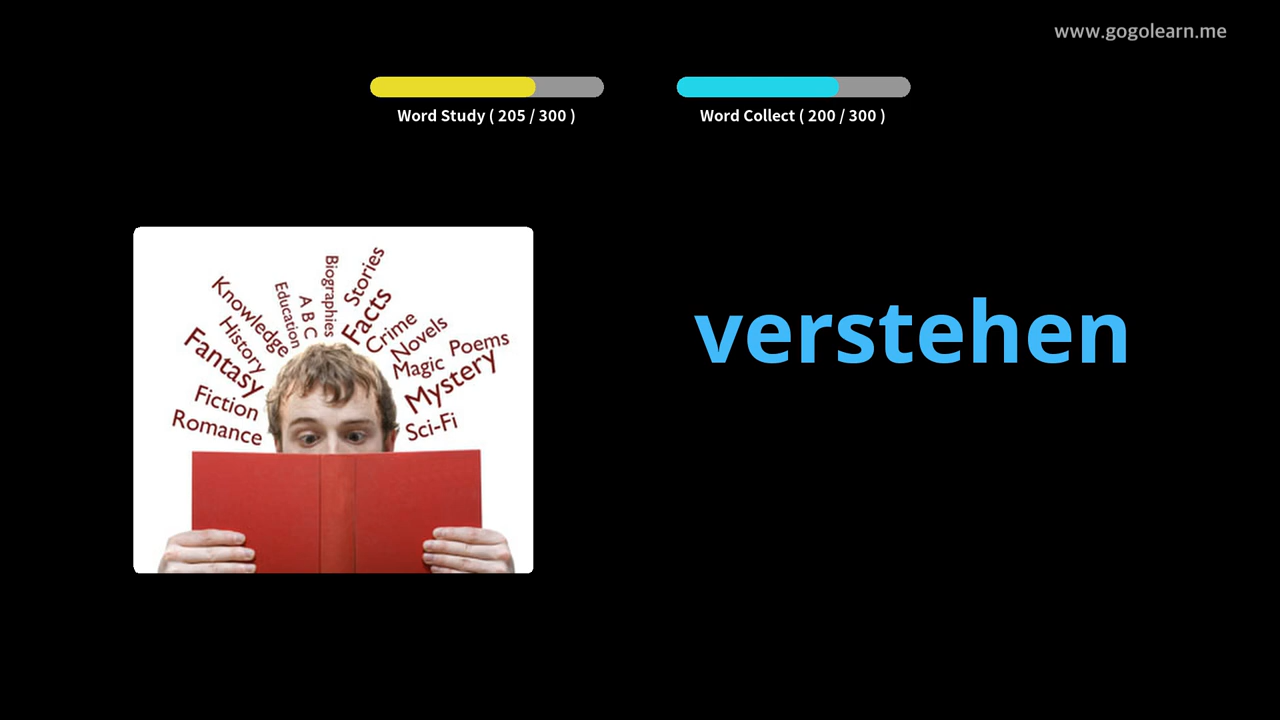 www.gogolearn.me
Word Study ( 205 / 300 )
Word Collect ( 200 / 300 )
verstehen
Biographies
Stories
Education
A B C
Facts
Knowledge
Crime
History
Novels
Poems
Fantasy
Magic
Mystery
Fiction
Romance
Sci-Fi